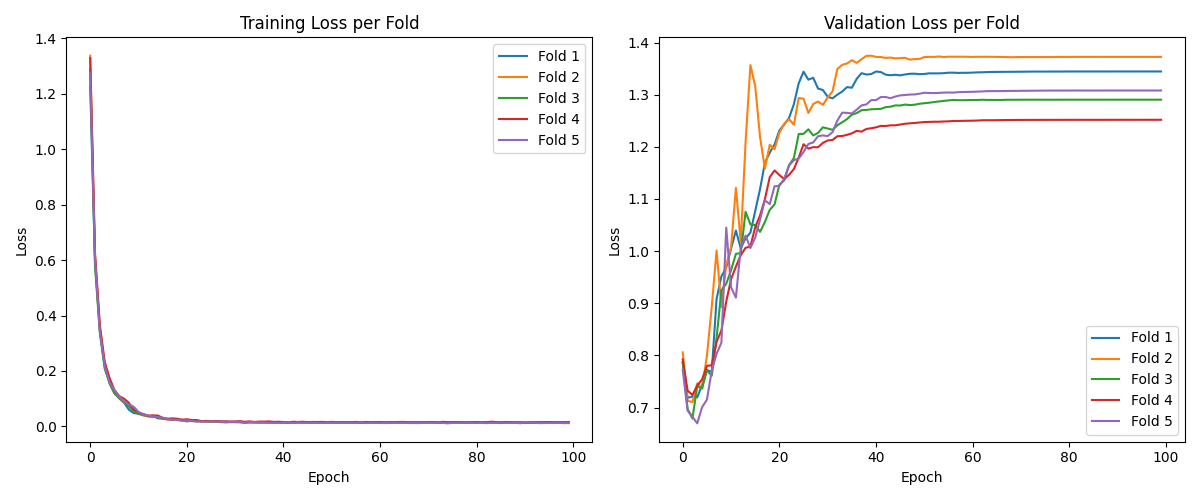 Training Loss per Fold
Loss
1.4
1.2
1.0
0.8
0.6
0.4
0.2
0.0
0 20 40 60 80 100
Epoch
Fold 1
Fold 2
Fold 3
Fold 4
Fold 5
Validation Loss per Fold
Loss
1.4
1.3
1.2
1.1
1.0
0.9
0.8
0.7
0 20 40 60 80 100
Epoch
Fold 1
Fold 2
Fold 3
Fold 4
Fold 5